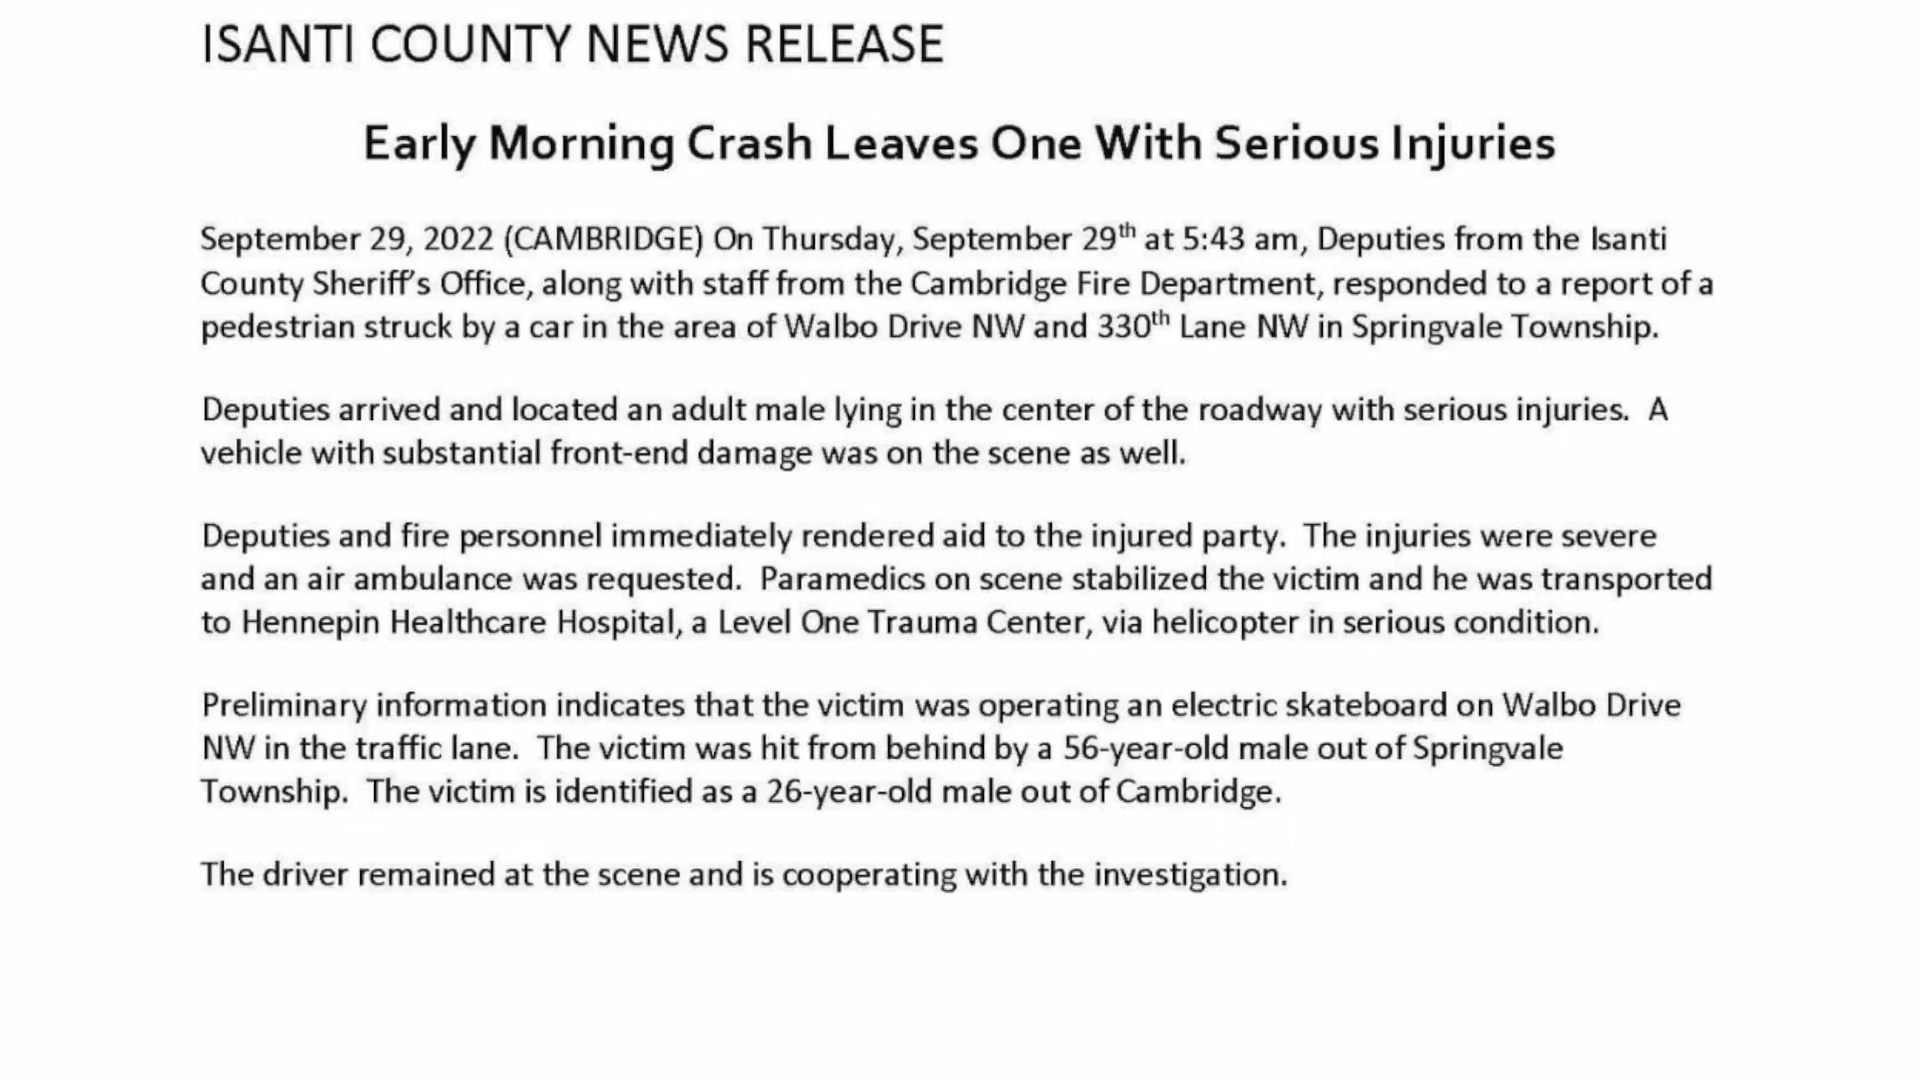 ISANTI COUNTY NEWS RELEASE
Early Morning Crash Leaves One With Serious Injuries
September 29, 2022 (CAMBRIDGE) On Thursday, September 29th at 5:43 am, Deputies from the Isanti
County Sheriff's Office, along with staff from the Cambridge Fire Department, responded to a report of a
pedestrian struck by a car in the area of Walbo Drive NW and 330th Lane NW in Springvale Township.
Deputies arrived and located an adult male lying in the center of the roadway with serious injuries.  A
vehicle with substantial front-end damage was on the scene as well.
Deputies and fire personnel immediately rendered aid to the injured party.  The injuries were severe
and an air ambulance was requested.  Paramedics on scene stabilized the victim and he was transported
to Hennepin Healthcare Hospital, a Level One Trauma Center, via helicopter in serious condition.
Preliminary information indicates that the victim was operating an electric skateboard on Walbo Drive
NW in the traffic lane.  The victim was hit from behind by a 56-year-old male out of Springvale
Township.  The victim is identified as a 26-year-old male out of Cambridge.
The driver remained at the scene and is cooperating with the investigation.